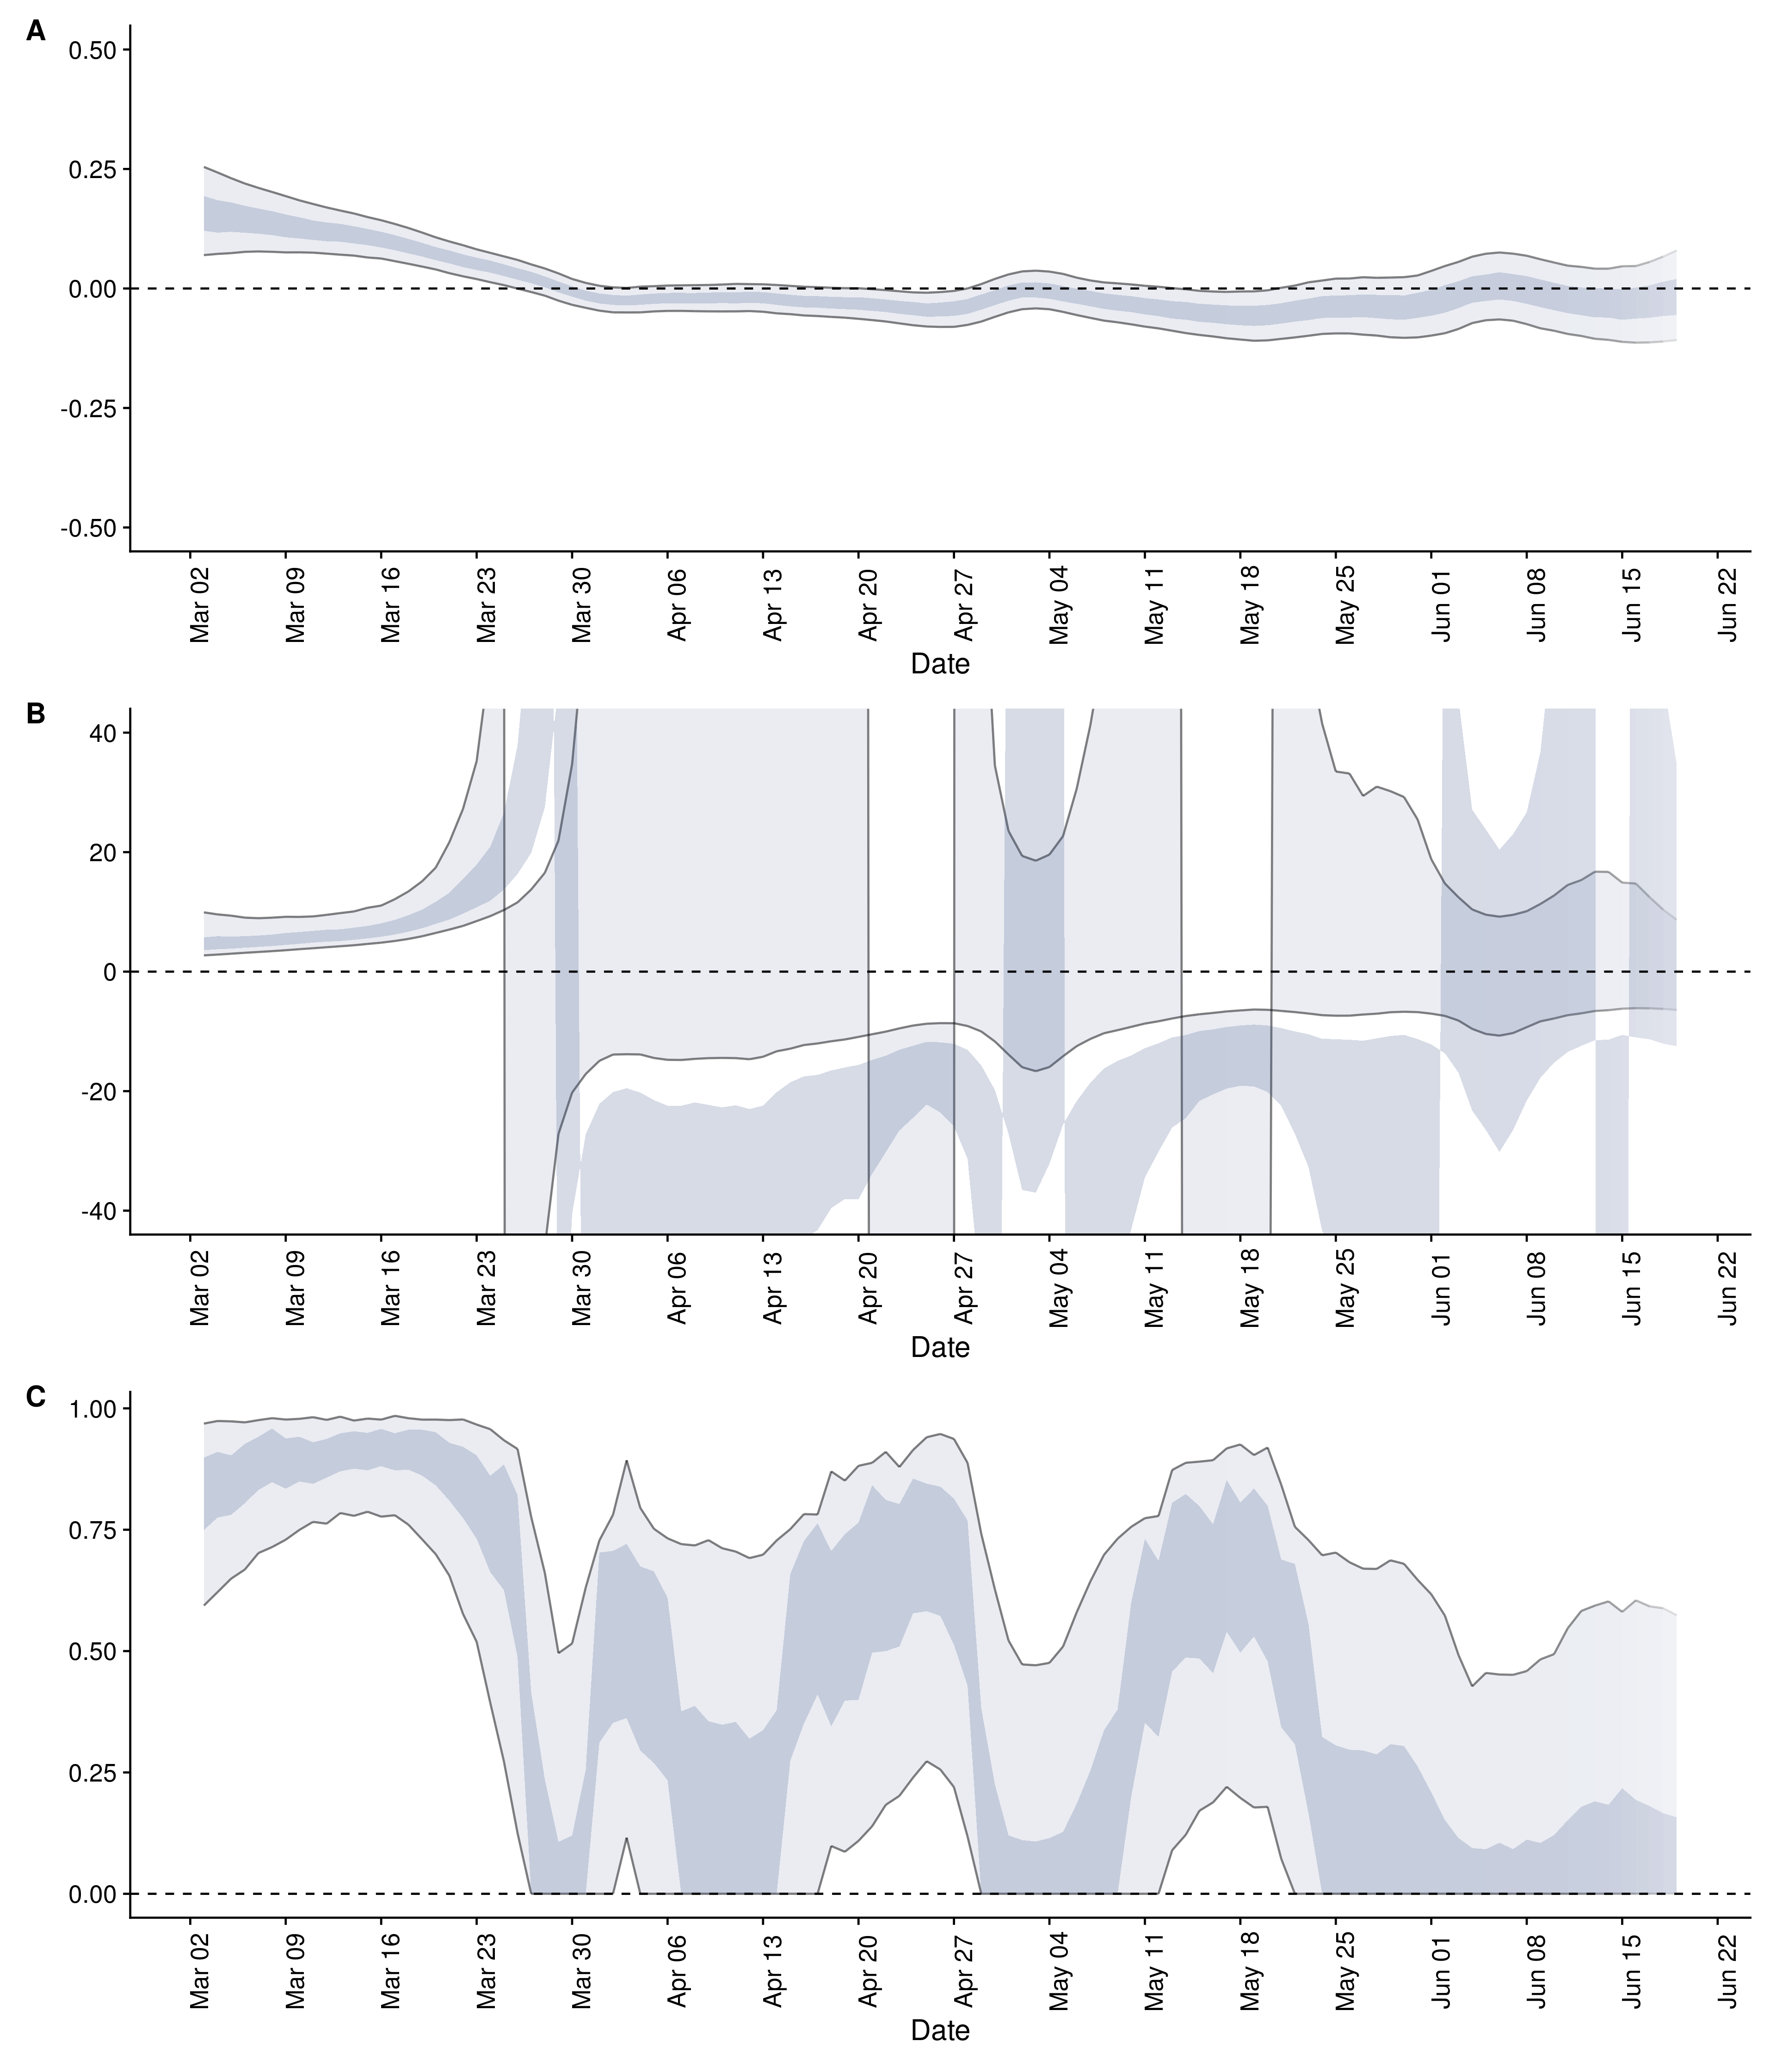 A
0.50
0.25
0.00
-0.25
-0.50
Mar 02
Mar 09
Mar 16
Mar 23
Mar 30
Apr 06
Apr 13
Apr 20
Apr 27
May 04
May 11
May 18
May 25
Jun 01
Jun 08
Jun 15
Jun 22
Date
B
40
20
0
-20
-40
Mar 02
Mar 09
Mar 16
Mar 23
Mar 30
Apr 06
Apr 13
Apr 20
Apr 27
May 04
May 11
May 18
May 25
Jun 01
Jun 08
Jun 15
Jun 22
Date
C
1.00
0.75
0.50
0.25
0.00
Mar 02
Mar 09
Mar 16
Mar 23
Mar 30
Apr 06
Apr 13
Apr 20
Apr 27
May 04
May 11
May 18
May 25
Jun 01
Jun 08
Jun 15
Jun 22
Date